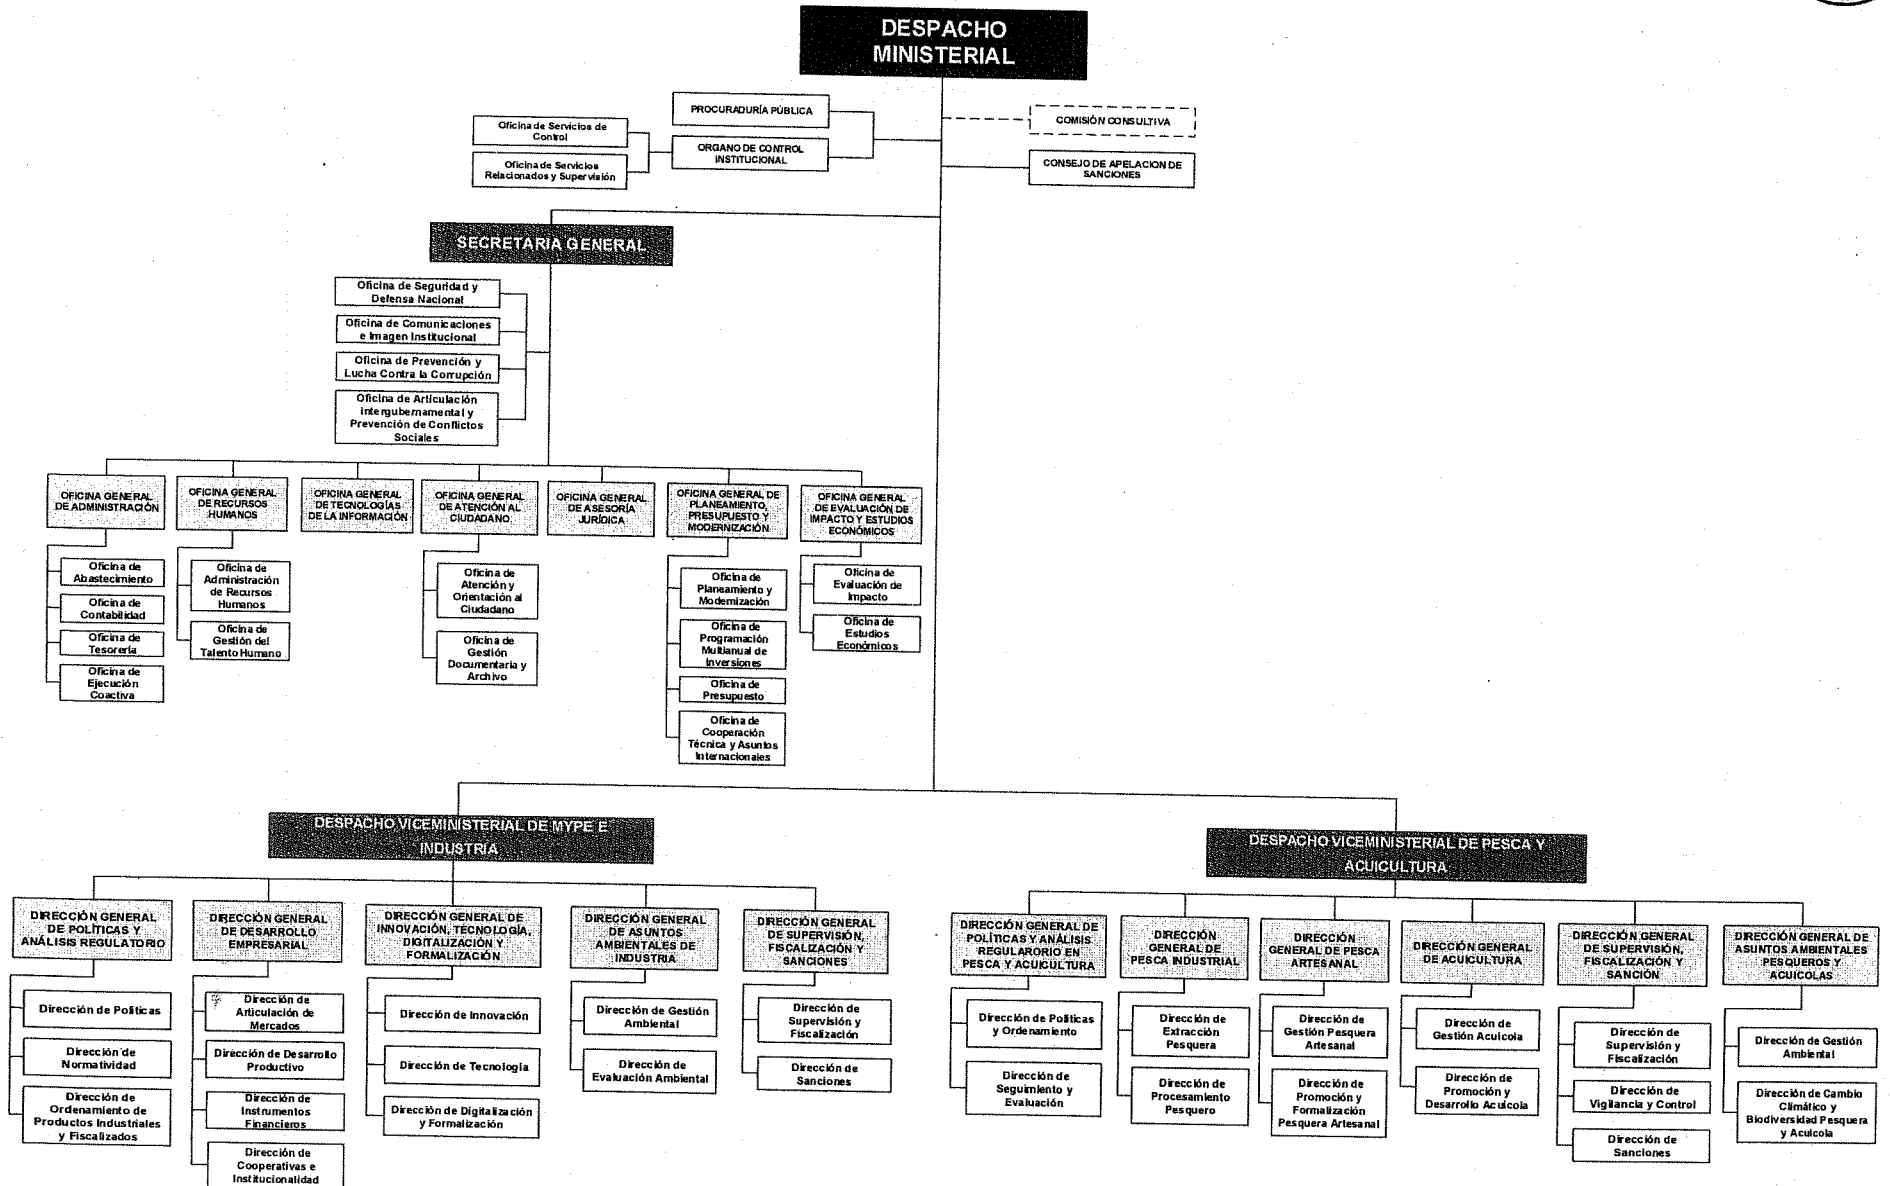 DESPACHO
MINISTERIAL
PROCURADURÍA PÚBLICA
ORGANO DE CONTROL
INSTITUCIONAL
Oficina de Servicios de
Control
Oficina de Servicios
Relacionados y Supervisión
COMISIÓN CONSULTIVA
CONSEJO DE APELACION DE
SANCIONES
SECRETARIA GENERAL
Oficina de Seguridad y
Defensa Nacional
Oficina de Comunicaciones
e Imagen Institucional
Oficina de Prevención y
Lucha Contra la Corrupción
Oficina de Articulación
Intergubernamental y
Prevención de Conflictos
Sociales
OFICINA GENERAL
DE ADMINISTRACIÓN
Oficina de
Abastecimiento
Oficina de
Contabilidad
Oficina de
Tesorería
Oficina de
Ejecución
Coactiva
OFICINA GENERAL
DE RECURSOS
HUMANOS
Oficina de
Administración
de Recursos
Humanos
Oficina de
Gestión del
Talento Humano
OFICINA GENERAL
DE TECNOLOGÍAS
DE LA INFORMACIÓN
OFICINA GENERAL
DE ATENCIÓN AL
CIUDADANO
Oficina de
Atención y
Orientación al
Ciudadano
Oficina de
Gestión
Documentaria y
Archivo
OFICINA GENERAL
DE ASESORÍA
JURÍDICA
OFICINA GENERAL DE
PLANEAMIENTO,
PRESUPUESTO Y
MODERNIZACIÓN
Oficina de
Planeamiento y
Modernización
Oficina de
Programación
Multianual de
Inversiones
Oficina de
Presupuesto
Oficina de
Cooperación
Técnica y Asuntos
Internacionales
OFICINA GENERAL
DE EVALUACIÓN DE
IMPACTO Y ESTUDIOS
ECONÓMICOS
Oficina de
Evaluación de
Impacto
Oficina de
Estudios
Económicos
DESPACHO VICEMINISTERIAL DE MYPE E
INDUSTRIA
DIRECCIÓN GENERAL
DE POLÍTICAS Y
ANÁLISIS REGULATORIO
Dirección de Políticas
Dirección de
Normatividad
Dirección de
Ordenamiento de
Productos Industriales
y Fiscalizados
DIRECCIÓN GENERAL
DE DESARROLLO
EMPRESARIAL
Dirección de
Articulación de
Mercados
Dirección de Desarrollo
Productivo
Dirección de
Instrumentos
Financieros
Dirección de
Cooperativas e
Institucionalidad
DIRECCIÓN GENERAL DE
INNOVACIÓN, TECNOLOGÍA,
DIGITALIZACIÓN Y
FORMALIZACIÓN
Dirección de Innovación
Dirección de Tecnología
Dirección de Digitalización
y Formalización
DIRECCIÓN GENERAL
DE ASUNTOS
AMBIENTALES DE
INDUSTRIA
Dirección de Gestión
Ambiental
Dirección de
Evaluación Ambiental
DIRECCIÓN GENERAL
DE SUPERVISIÓN,
FISCALIZACIÓN Y
SANCIONES
Dirección de
Supervisión y
Fiscalización
Dirección de
Sanciones
DESPACHO VICEMINISTERIAL DE PESCA Y
ACUICULTURA
DIRECCIÓN GENERAL DE
POLÍTICAS Y ANÁLISIS
REGULARORIO EN
PESCA Y ACUICULTURA
Dirección de Políticas
y Ordenamiento
Dirección de
Seguimiento y
Evaluación
DIRECCIÓN
GENERAL DE
PESCA INDUSTRIAL
Dirección de
Extracción
Pesquera
Dirección de
Procesamiento
Pesquero
DIRECCIÓN
GENERAL DE PESCA
ARTESANAL
Dirección de
Gestión Pesquera
Artesanal
Dirección de
Promoción y
Formalización
Pesquera Artesanal
DIRECCIÓN GENERAL
DE ACUICULTURA
Dirección de
Gestión Acuícola
Dirección de
Promoción y
Desarrollo Acuícola
DIRECCIÓN GENERAL
DE SUPERVISIÓN,
FISCALIZACIÓN Y
SANCIÓN
Dirección de
Supervisión y
Fiscalización
Dirección de
Vigilancia y Control
Dirección de
Sanciones
DIRECCIÓN GENERAL DE
ASUNTOS AMBIENTALES
PESQUEROS Y
ACUÍCOLAS
Dirección de Gestión
Ambiental
Dirección de Cambio
Climático y
Biodiversidad Pesquera
y Acuícola